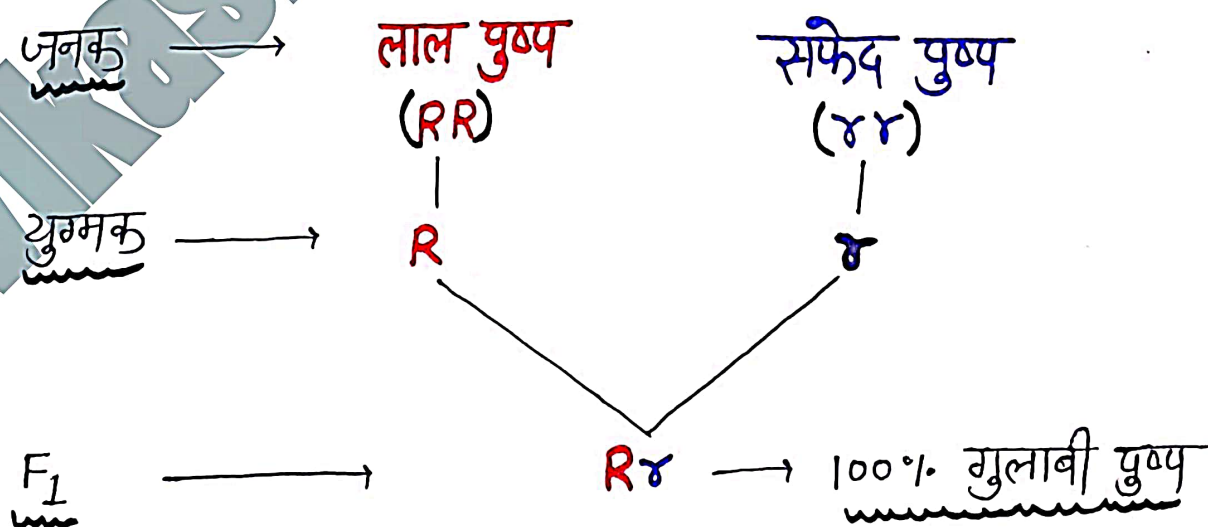 जनक → लाल पुष्प सफेद पुष्प
(RR) (rr)
युग्मक → R r
F₁ → Rr → 100% गुलाबी पुष्प